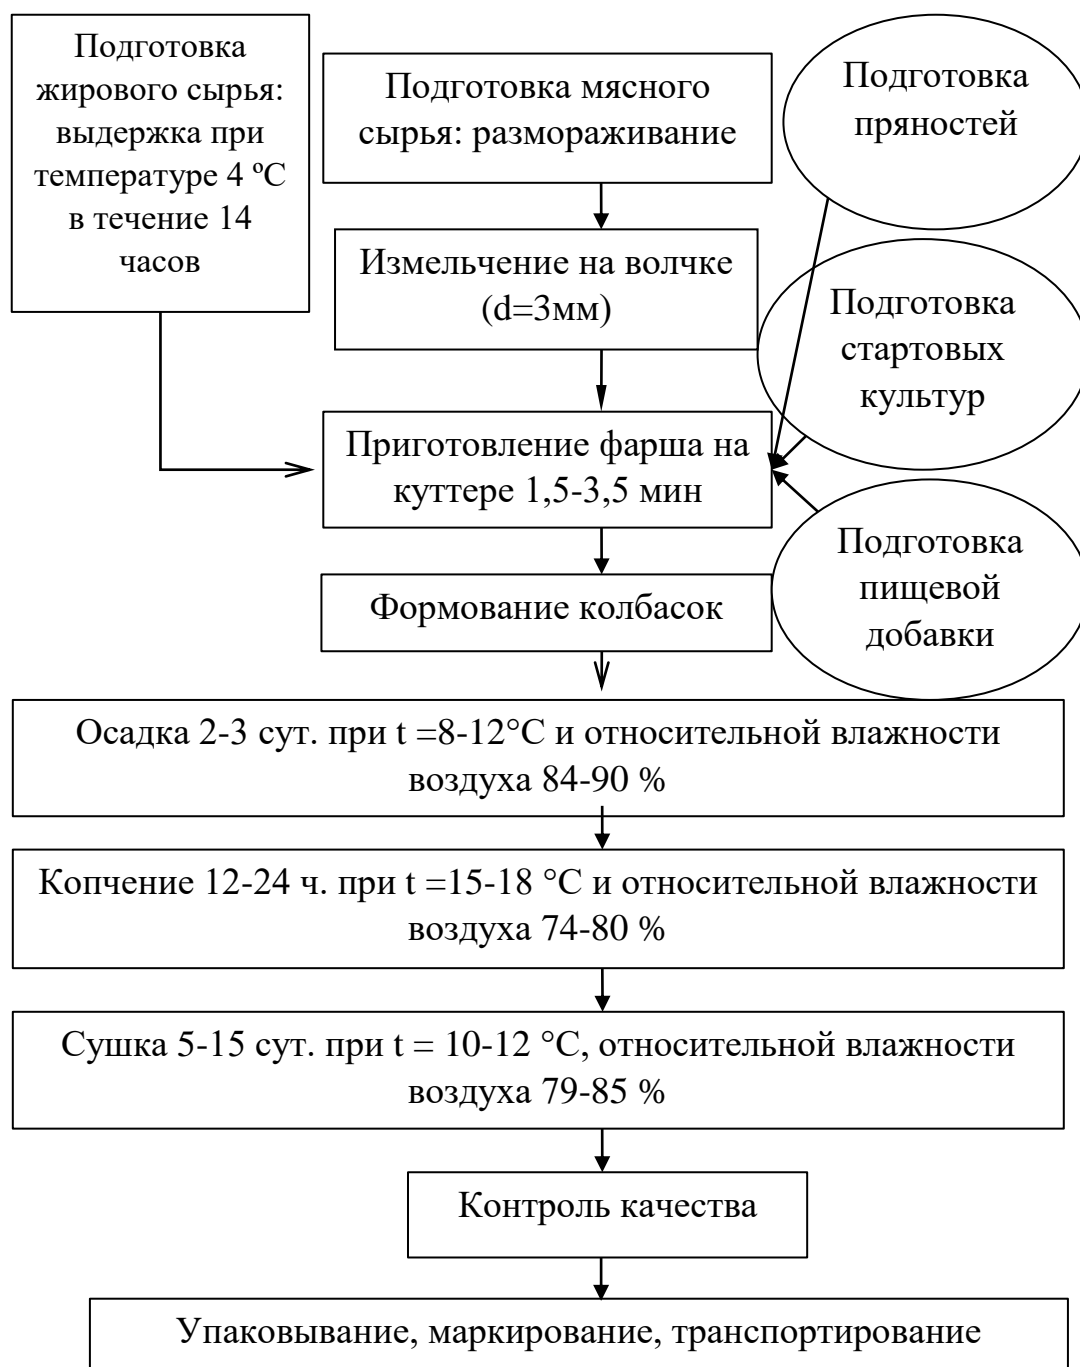 Подготовка
жирового сырья:
выдержка при
температуре 4 ºС
в течение 14
часов
Подготовка мясного
сырья: размораживание
Подготовка
пряностей
Измельчение на волчке
(d=3мм)
Подготовка
стартовых
культур
Приготовление фарша на
куттере 1,5-3,5 мин
Подготовка
пищевой
добавки
Формование колбасок
Осадка 2-3 сут. при t =8-12°С и относительной влажности
воздуха 84-90 %
Копчение 12-24 ч. при t =15-18 °С и относительной влажности
воздуха 74-80 %
Сушка 5-15 сут. при t = 10-12 °С, относительной влажности
воздуха 79-85 %
Контроль качества
Упаковывание, маркирование, транспортирование